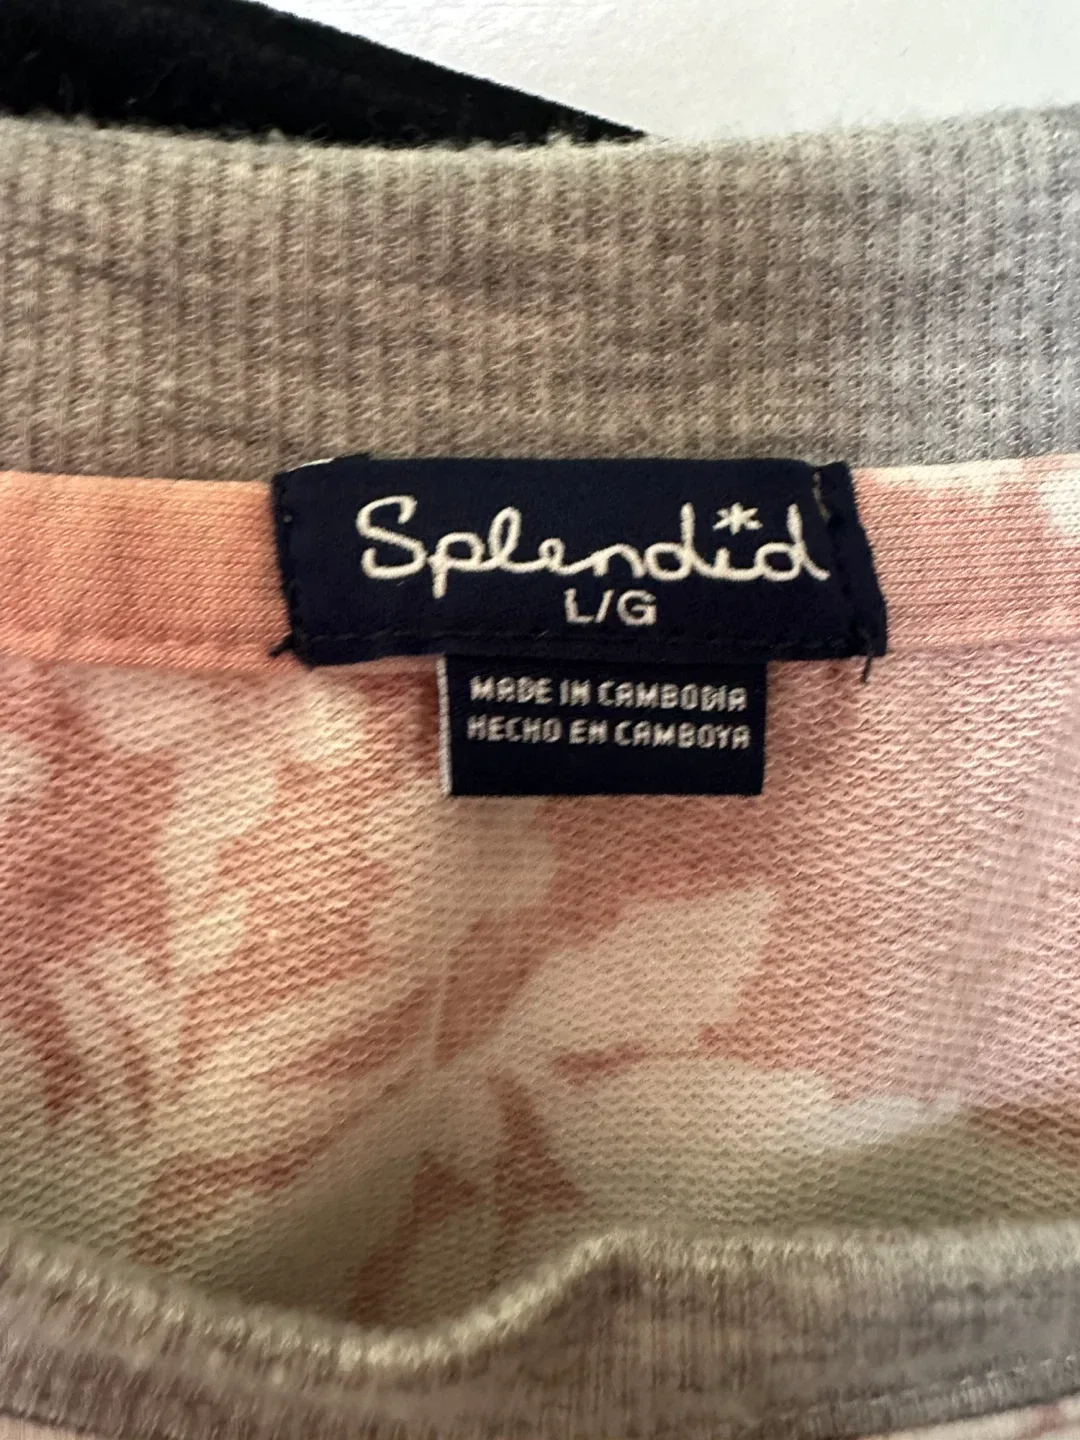 Splendid
L/G
MADE IN CAMBODIA
HECHO EN CAMBOYA